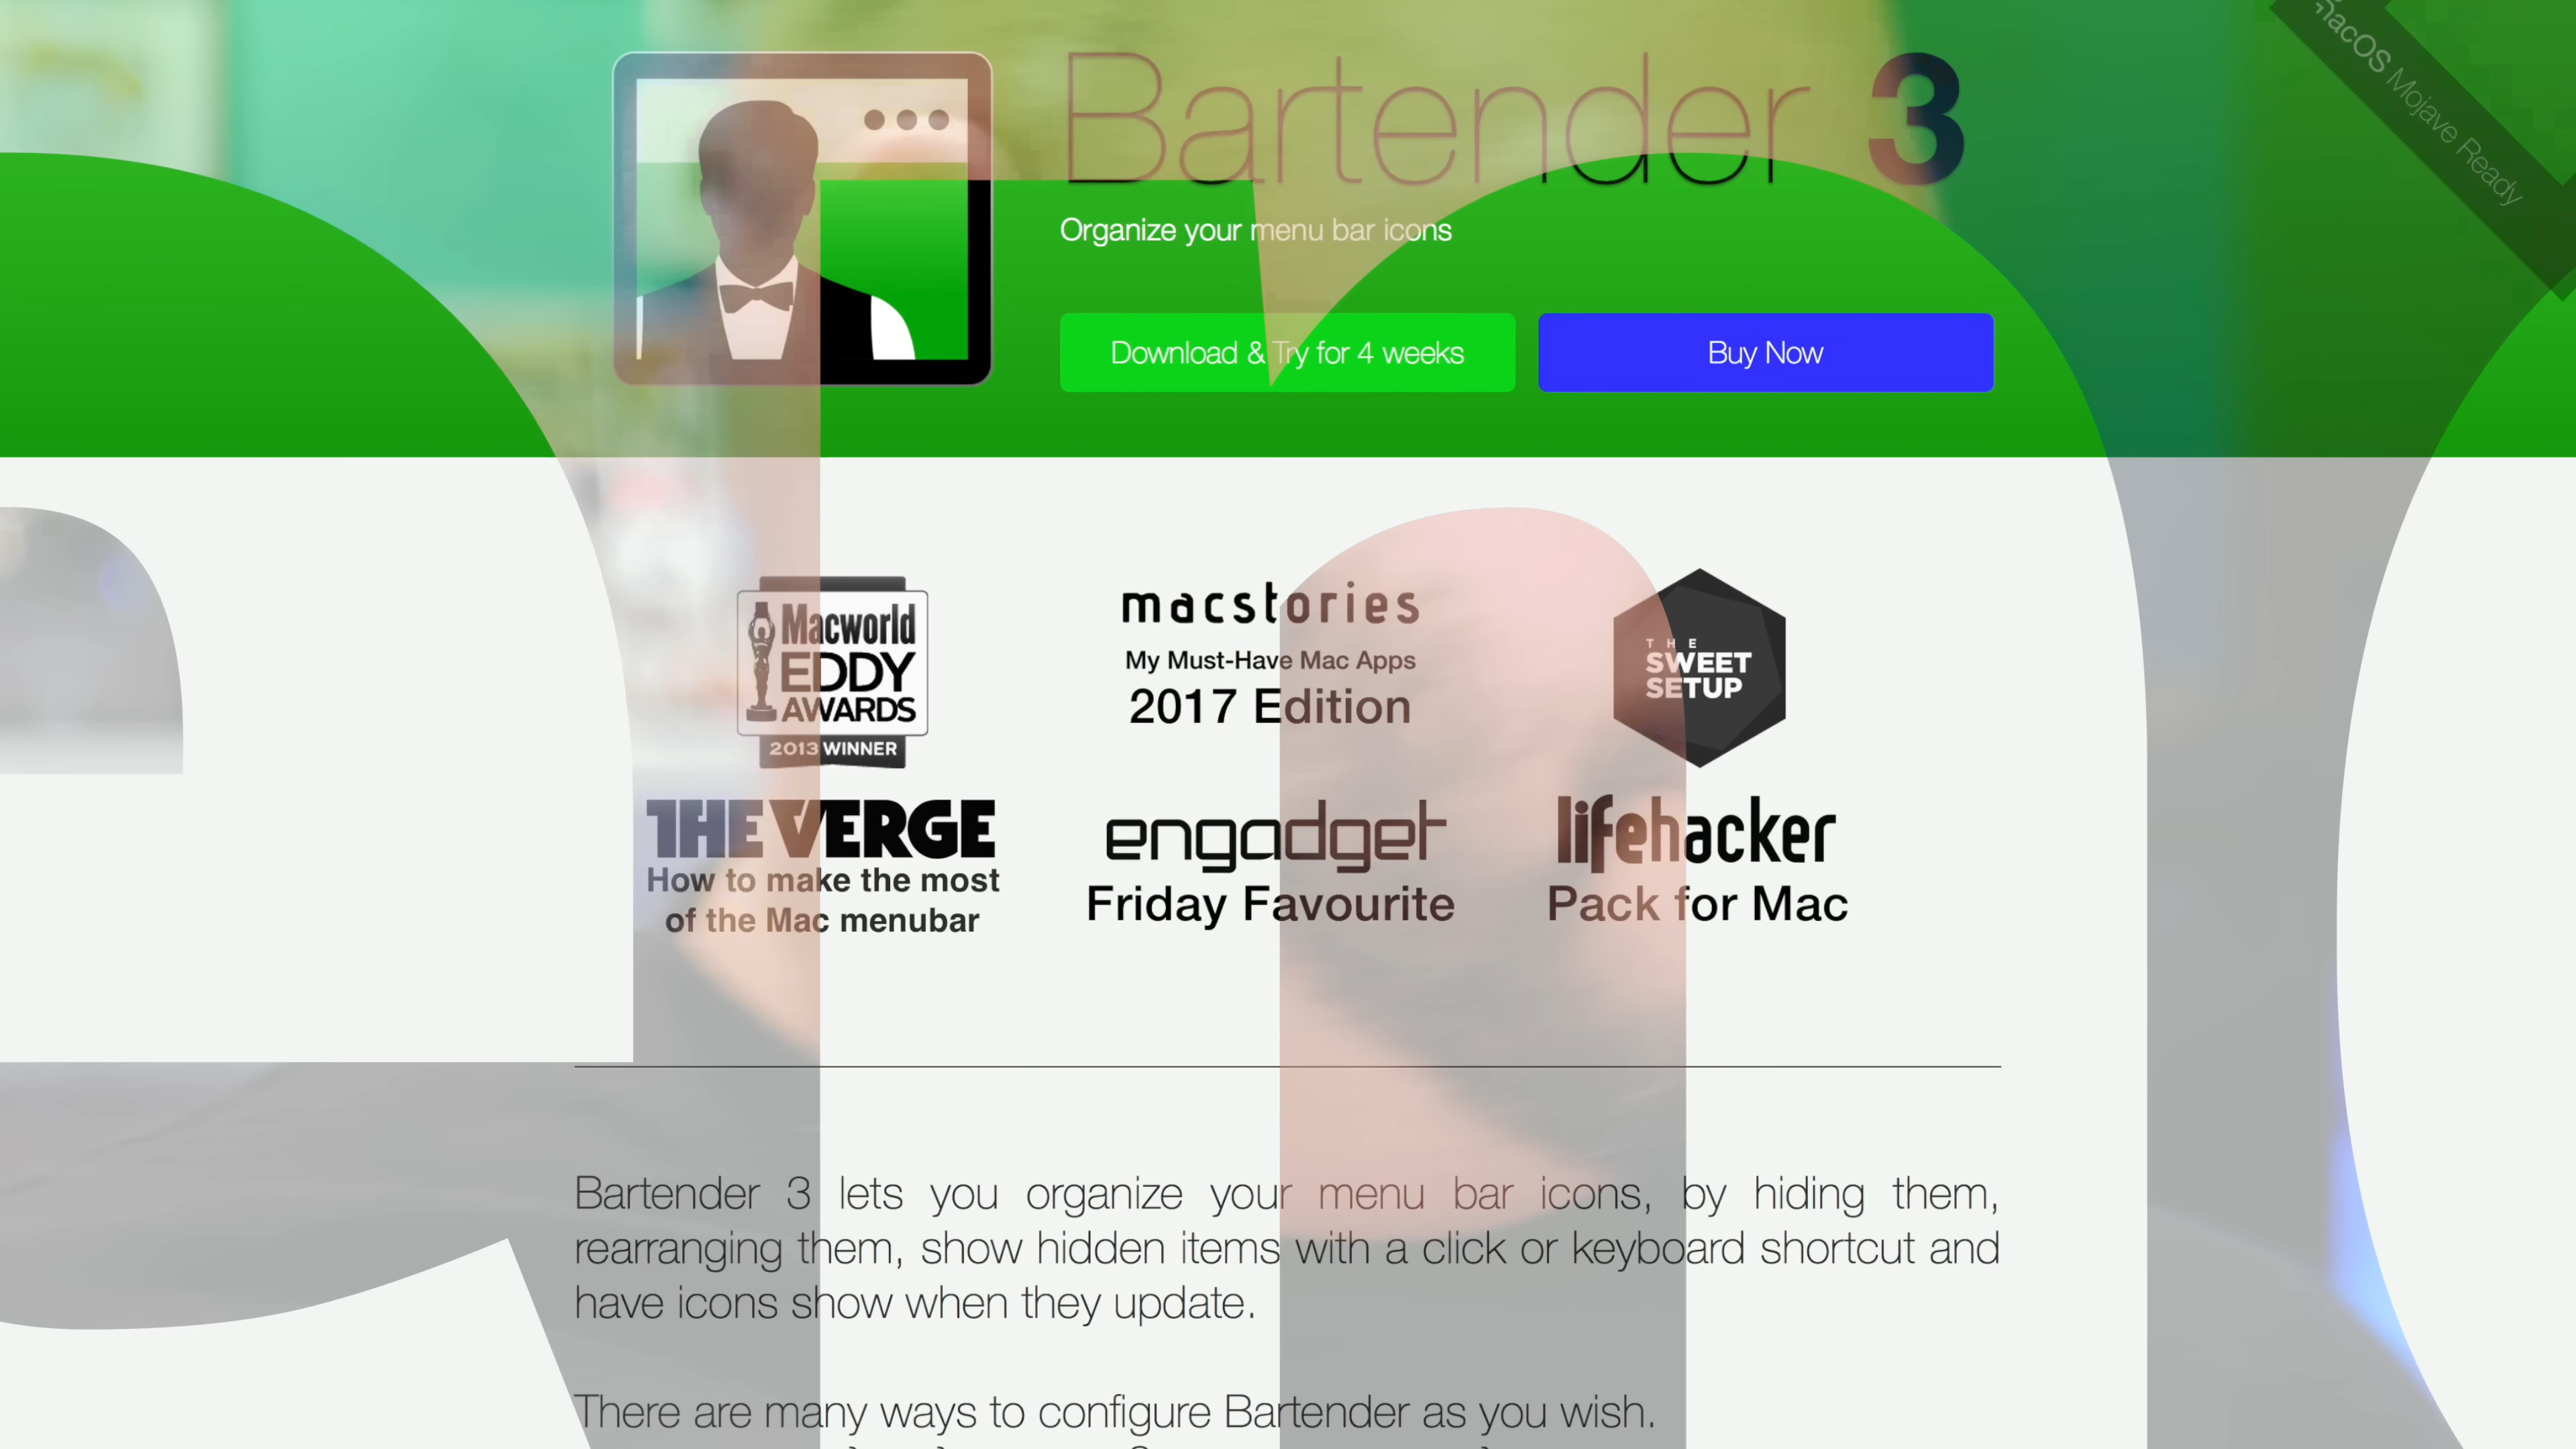 MacOS Mojave Ready
Bartender 3
Organize your menu bar icons
Download & Try for 4 weeks
Buy Now
Macworld
EDDY
AWARDS
2013 WINNER
macstories
My Must-Have Mac Apps
2017 Edition
THE
SWEET
SETUP
THE VERGE
How to make the most
of the Mac menubar
engadget
Friday Favourite
lifehacker
Pack for Mac
Bartender 3 lets you organize your menu bar icons, by hiding them,
rearranging them, show hidden items with a click or keyboard shortcut and
have icons show when they update.
There are many ways to configure Bartender as you wish.